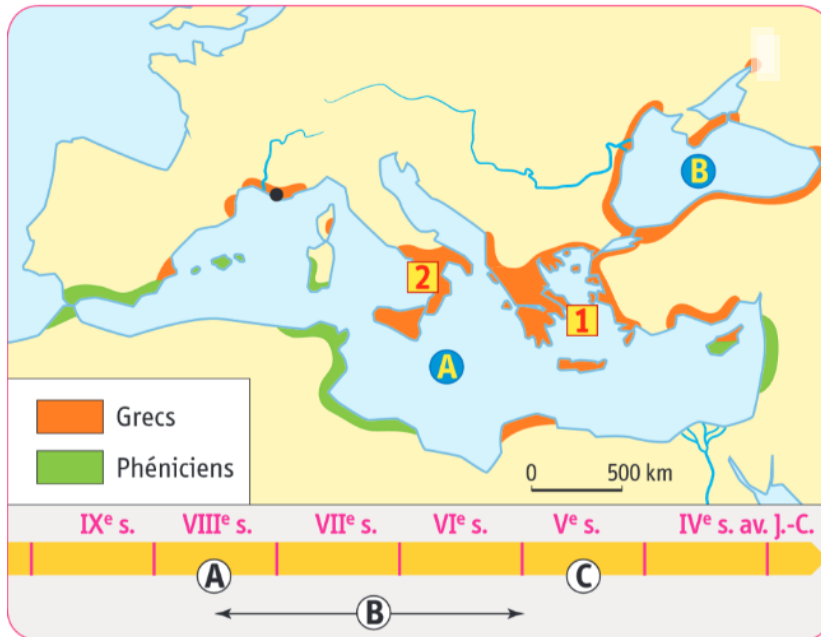 B
2
1
A
Grecs
Phéniciens
0 500 km
IXe s. VIIIe s. VIIe s. VIe s. Ve s. IVe s. av. J.-C.
A C
B